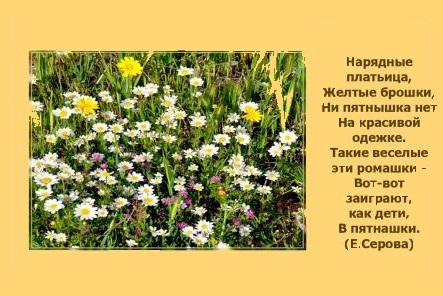 Нарядные
платьица,
Желтые брошки,
Ни пятнышка нет
На красивой
одежке.
Такие веселые
эти ромашки -
Вот-вот
заиграют,
как дети,
В пятнашки.
(Е.Серова)